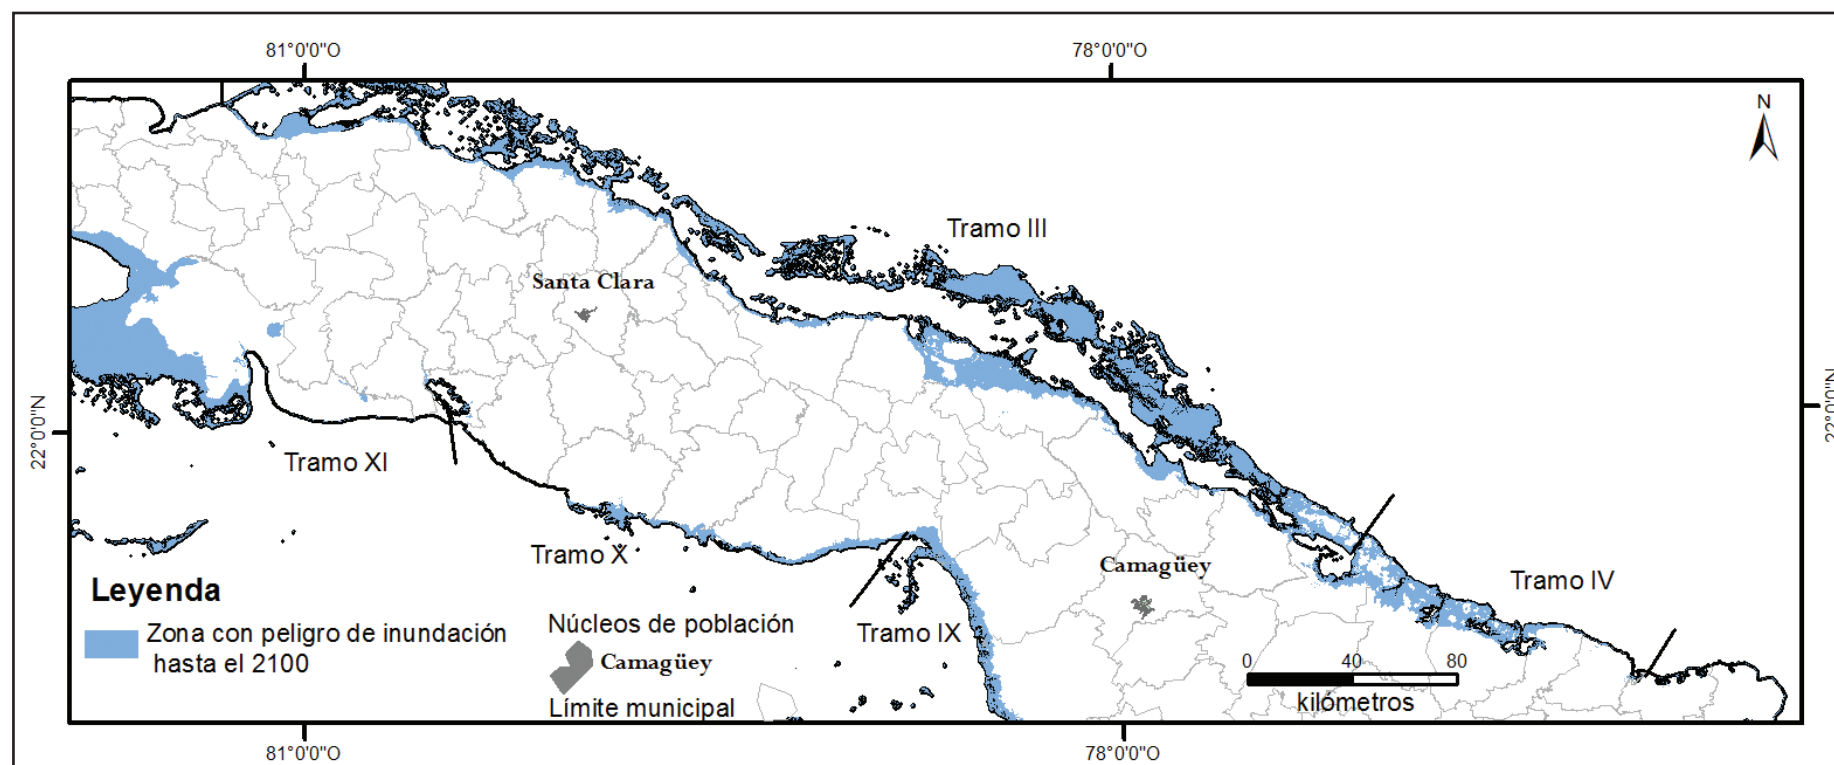 81°0'0"O
78°0'0"O
N
Tramo III
Santa Clara
22°0'0"N
22°0'0"N
Tramo XI
Tramo X
Camagüey
Tramo IV
Leyenda
Zona con peligro de inundación
hasta el 2100
Núcleos de población
Camagüey
Límite municipal
Tramo IX
0 40 80
kilómetros
81°0'0"O
78°0'0"O